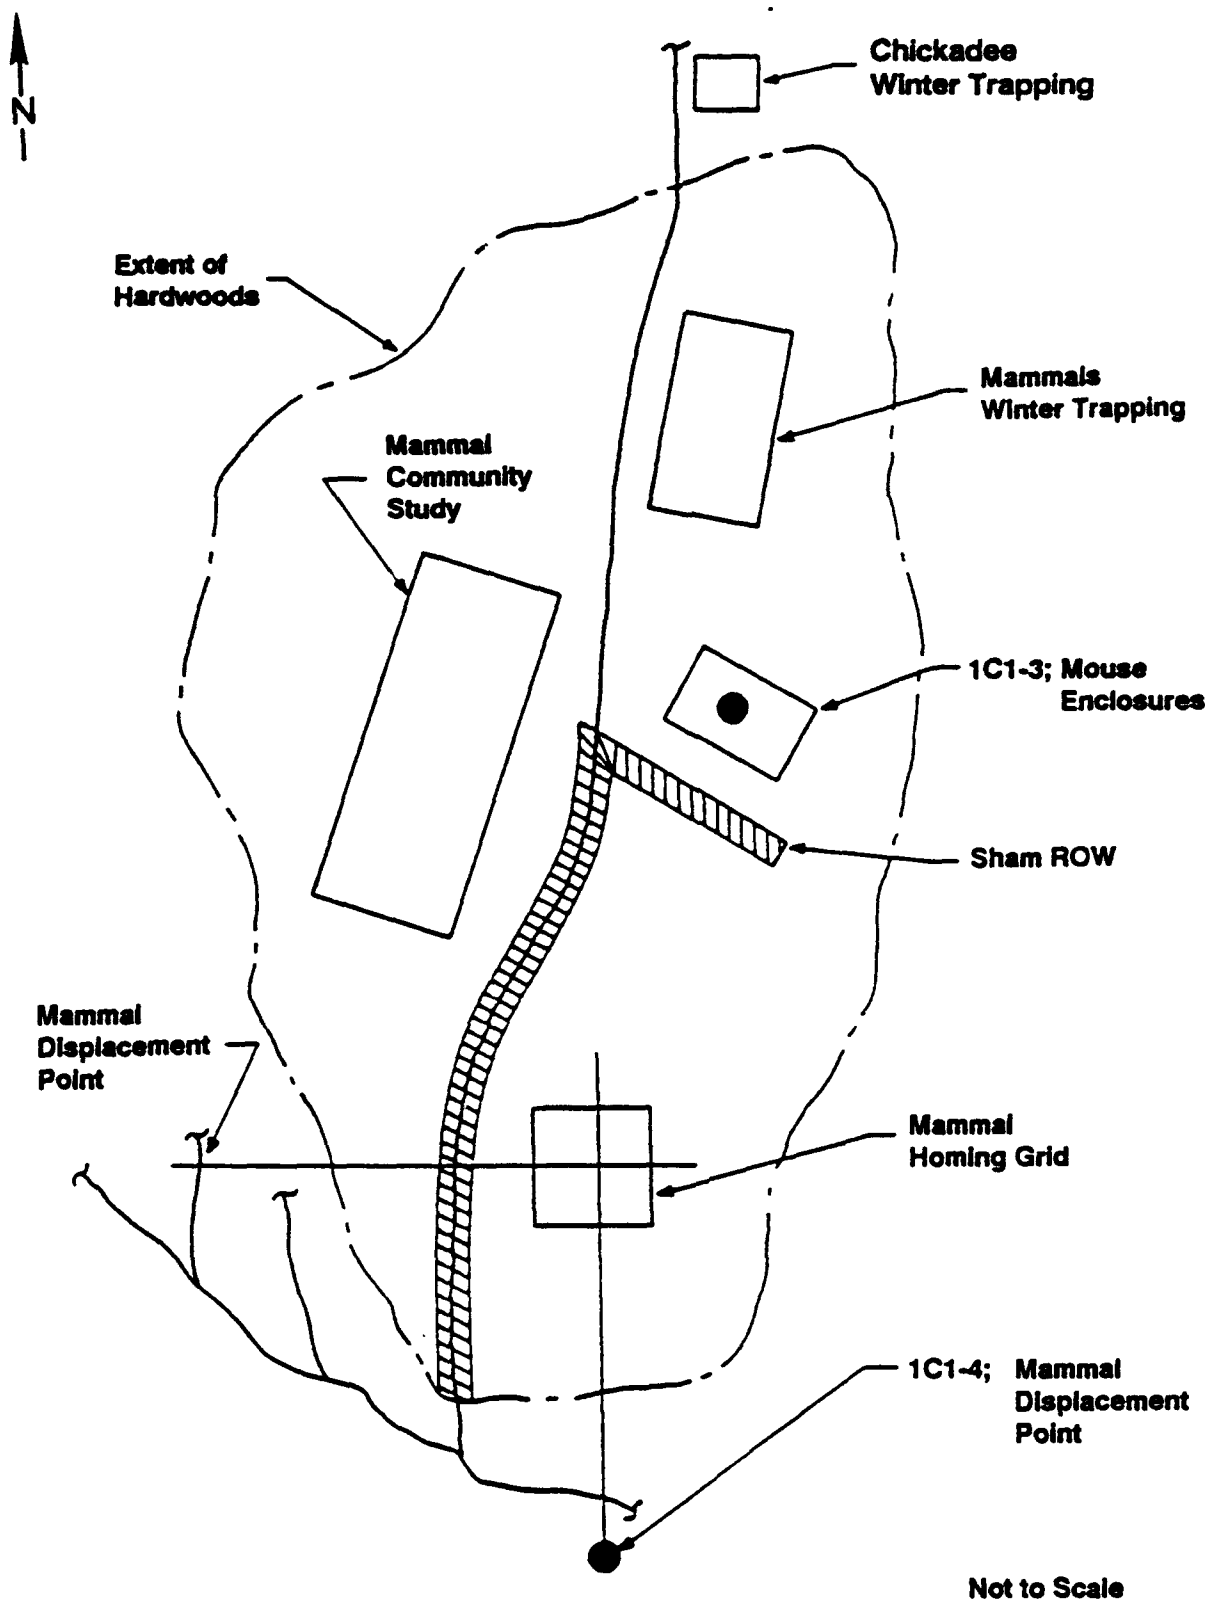 Chickadee
Winter Trapping
N
Extent of
Hardwoods
Mammals
Winter Trapping
Mammal
Community
Study
1C1-3; Mouse
Enclosures
Sham ROW
Mammal
Displacement
Point
Mammal
Homing Grid
1C1-4; Mammal
Displacement
Point
Not to Scale